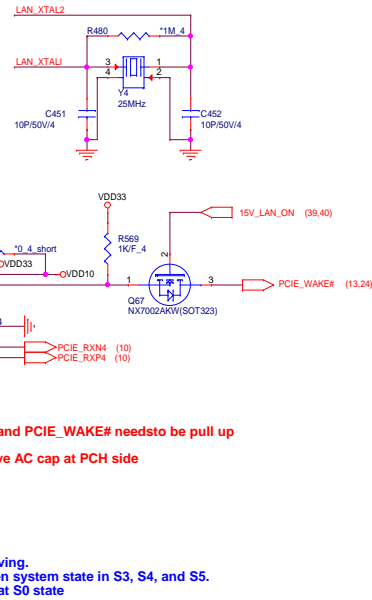 LAN_XTAL2
R480 *1M_4
LAN_XTALI 3 1
4 2
Y4
25MHz
C451
10P/50V/4
C452
10P/50V/4
VDD33
15V_LAN_ON (39,40)
*0_4_short
R569
1K/F_4
2
VDD33
VDD10
1 3 PCIE_WAKE# (13,24)
Q67
NX7002AKW(SOT323)
PCIE_RXN4 (10)
PCIE_RXP4 (10)
and PCIE_WAKE# needsto be pull up
ve AC cap at PCH side
ving.
en system state in S3, S4, and S5.
at S0 state